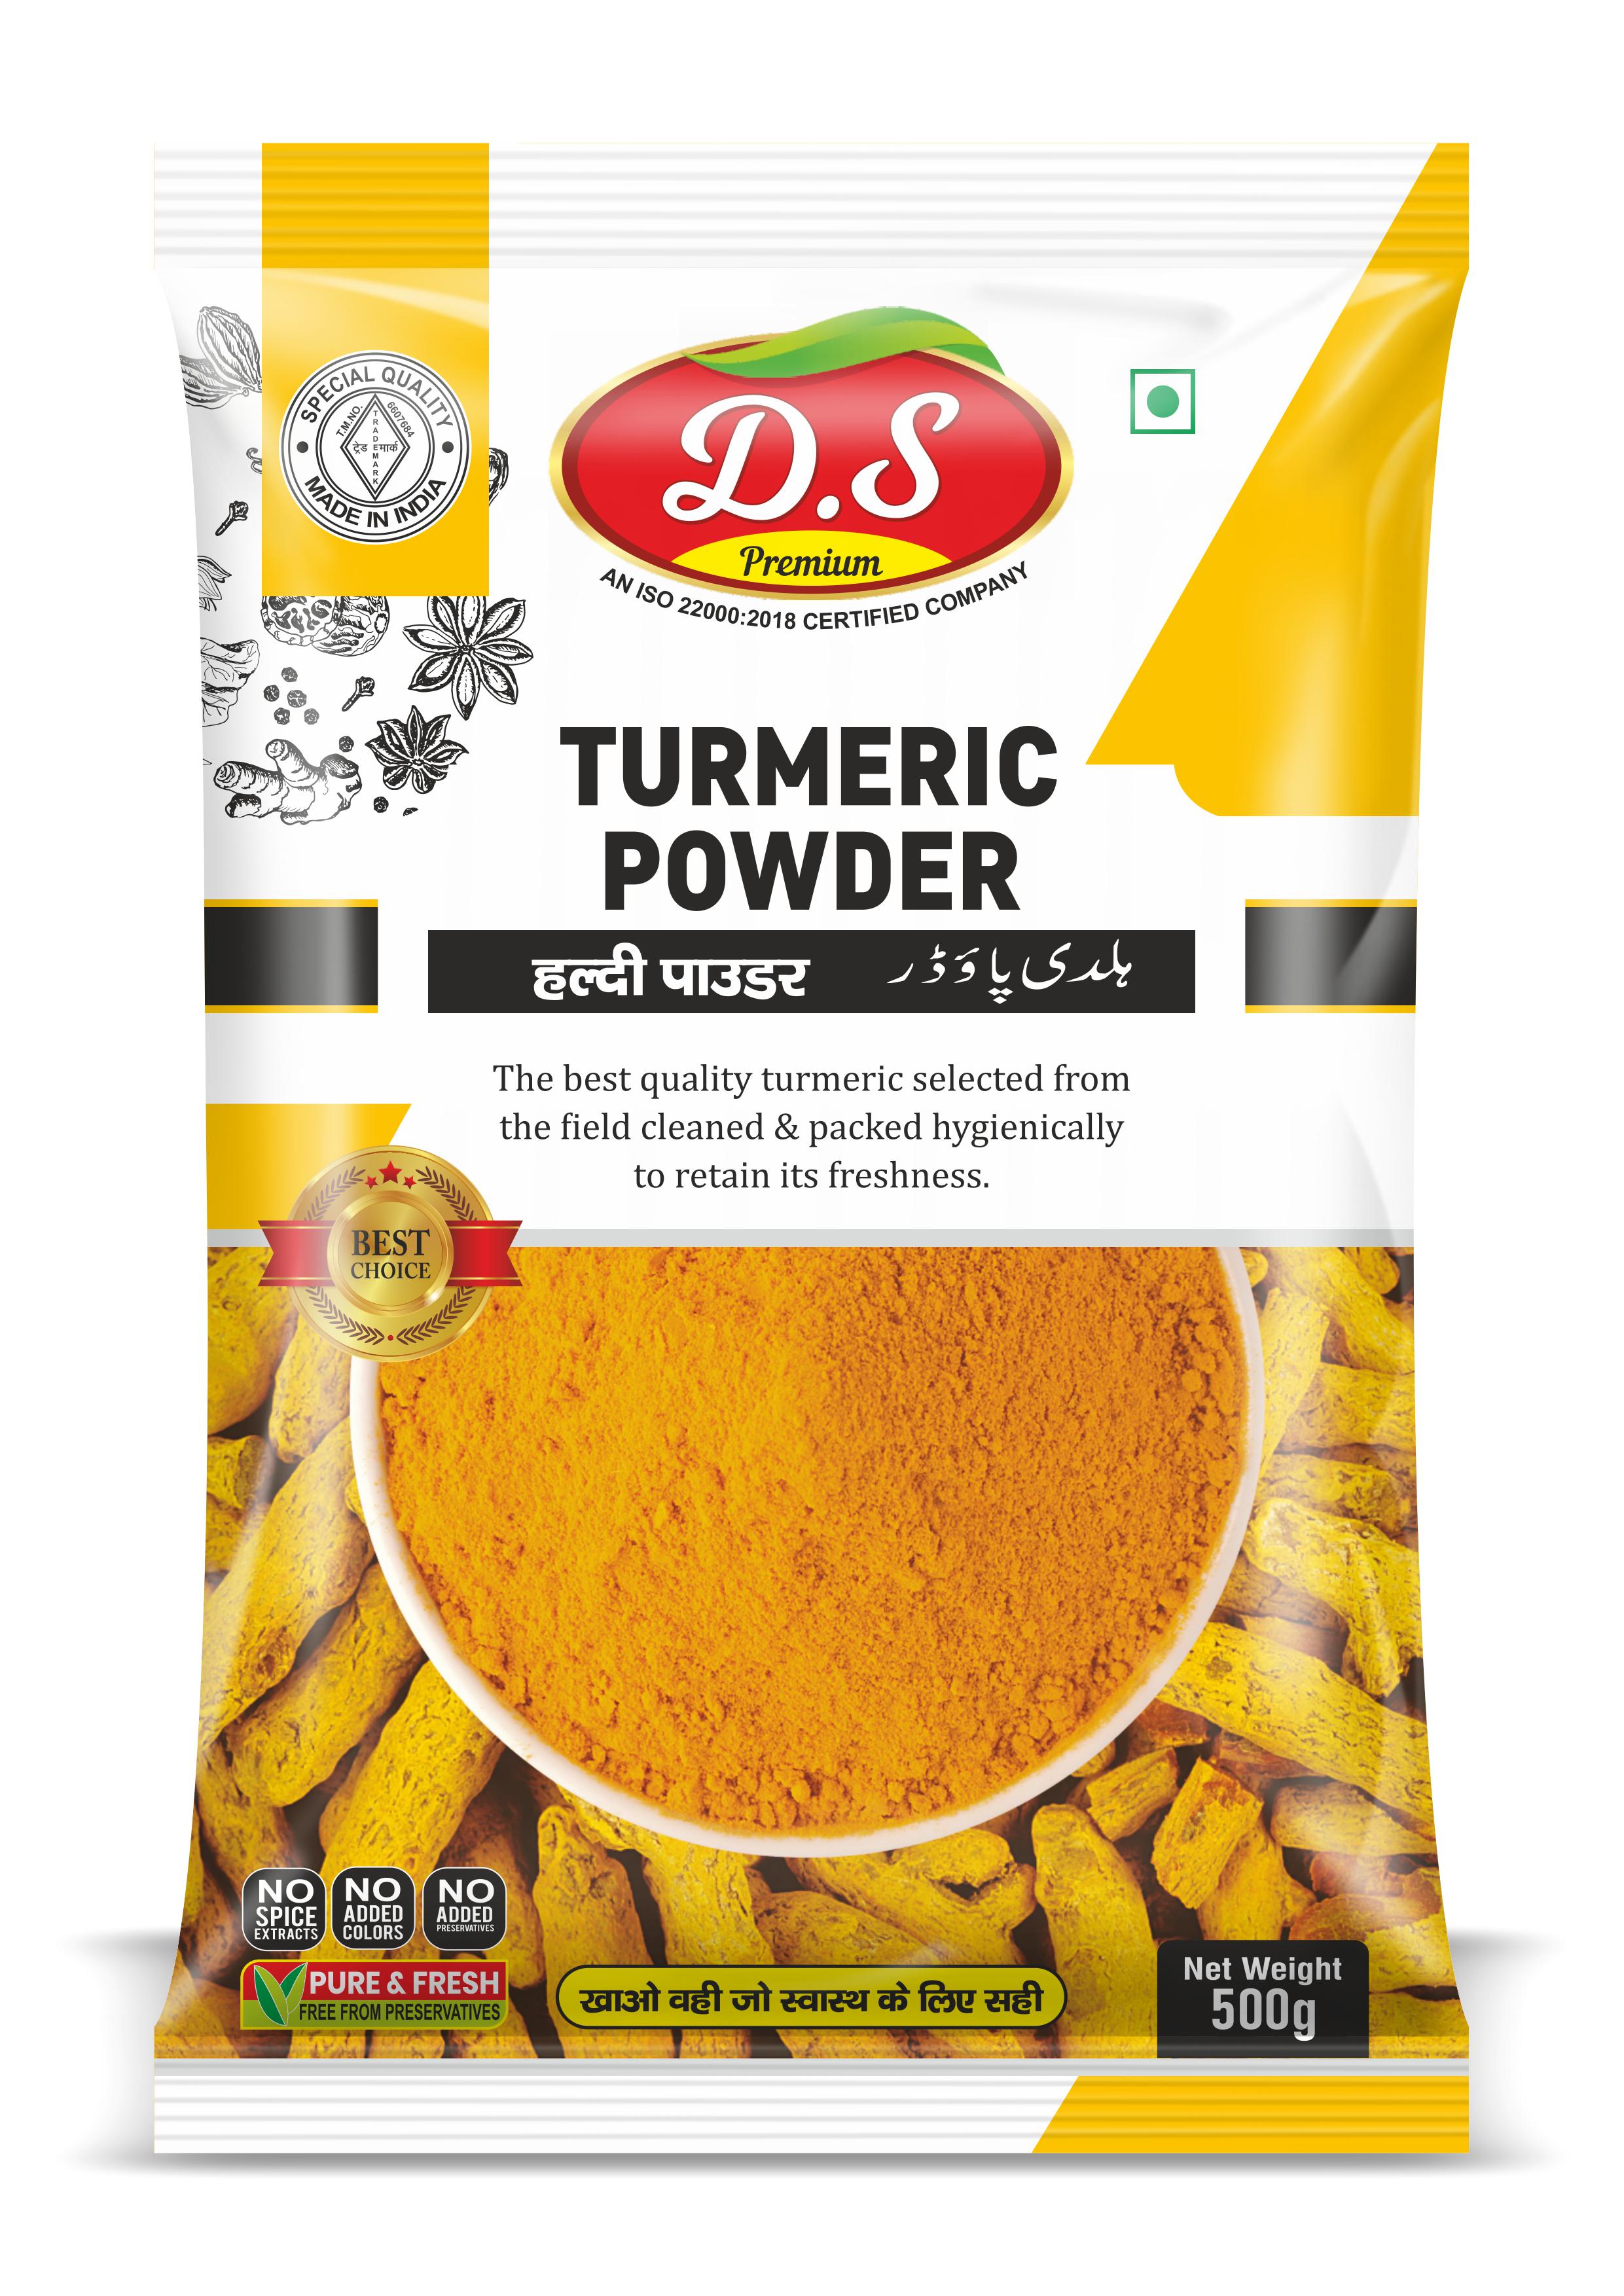 SPECIAL QUALITY
T.M.NO. 6607684
TRADEMARK
ट्रेड मार्क
MADE IN INDIA
D.S
Premium
AN ISO 22000:2018 CERTIFIED COMPANY
TURMERIC
POWDER
हल्दी पाउडर ہلدی پاؤڈر
The best quality turmeric selected from
the field cleaned & packed hygienically
to retain its freshness.
BEST
CHOICE
NO
SPICE
EXTRACTS
NO
ADDED
COLORS
NO
ADDED
PRESERVATIVES
PURE & FRESH
FREE FROM PRESERVATIVES
खाओ वही जो स्वास्थ के लिए सही
Net Weight
500g